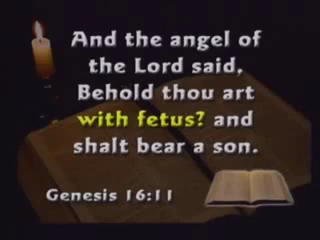 And the angel of
the Lord said,
Behold thou art
with fetus? and
shalt bear a son.
Genesis 16:11